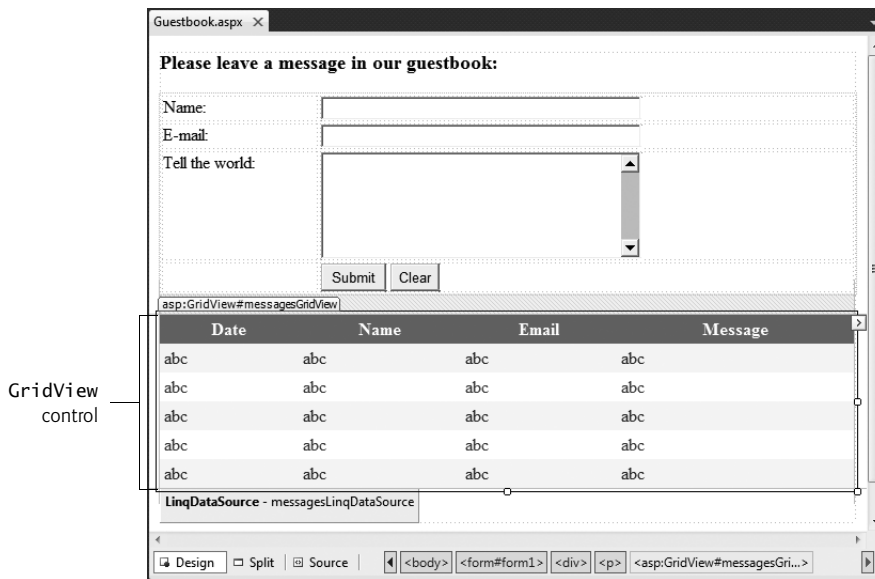 Guestbook.aspx
Please leave a message in our guestbook:
Name:
E-mail:
Tell the world:
Submit Clear
asp:GridView#messagesGridView
Date Name Email Message
abc abc abc abc
abc abc abc abc
abc abc abc abc
abc abc abc abc
abc abc abc abc
GridView
control
LinqDataSource - messagesLinqDataSource
Design Split Source <body> <form#form1> <div> <p> <asp:GridView#messagesGri...>